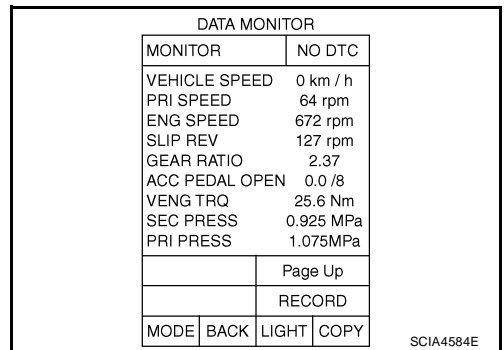 DATA MONITOR
MONITOR NO DTC
VEHICLE SPEED 0 km / h
PRI SPEED 64 rpm
ENG SPEED 672 rpm
SLIP REV 127 rpm
GEAR RATIO 2.37
ACC PEDAL OPEN 0.0 /8
VENG TRQ 25.6 Nm
SEC PRESS 0.925 MPa
PRI PRESS 1.075MPa
Page Up
RECORD
MODE BACK LIGHT COPY
SCIA4584E